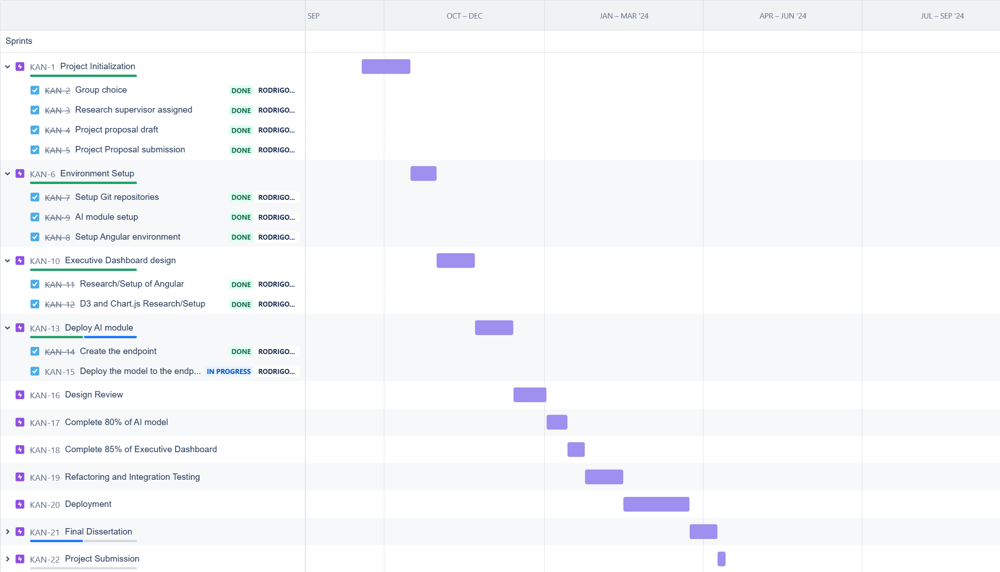 SEP OCT – DEC JAN – MAR '24 APR – JUN '24 JUL – SEP '24
Sprints
KAN-1 Project Initialization
KAN-2 Group choice DONE RODRIGO...
KAN-3 Research supervisor assigned DONE RODRIGO...
KAN-4 Project proposal draft DONE RODRIGO...
KAN-5 Project Proposal submission DONE RODRIGO...
KAN-6 Environment Setup
KAN-7 Setup Git repositories DONE RODRIGO...
KAN-9 AI module setup DONE RODRIGO...
KAN-8 Setup Angular environment DONE RODRIGO...
KAN-10 Executive Dashboard design
KAN-11 Research/Setup of Angular DONE RODRIGO...
KAN-12 D3 and Chart.js Research/Setup DONE RODRIGO...
KAN-13 Deploy AI module
KAN-14 Create the endpoint DONE RODRIGO...
KAN-15 Deploy the model to the endp... IN PROGRESS RODRIGO...
KAN-16 Design Review
KAN-17 Complete 80% of AI model
KAN-18 Complete 85% of Executive Dashboard
KAN-19 Refactoring and Integration Testing
KAN-20 Deployment
KAN-21 Final Dissertation
KAN-22 Project Submission